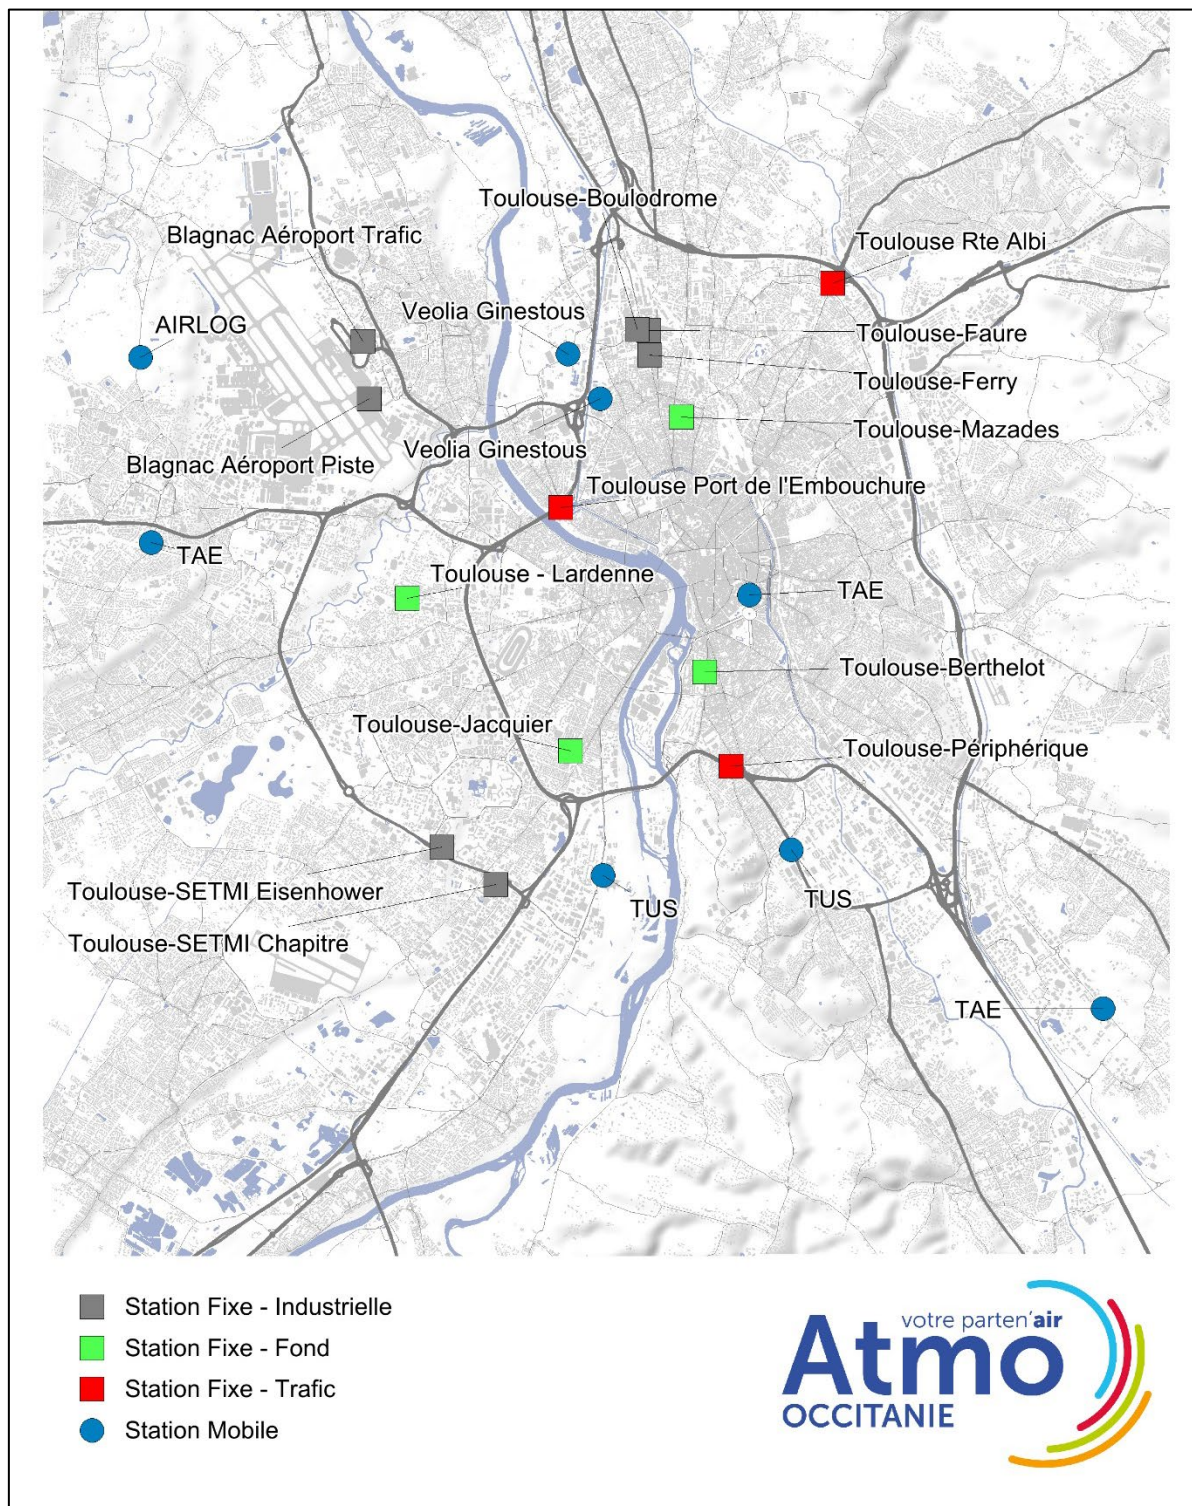 Toulouse-Boulodrome
Blagnac Aéroport Trafic
Toulouse Rte Albi
Veolia Ginestous
AIRLOG
Toulouse-Faure
Toulouse-Ferry
Toulouse-Mazades
Veolia Ginestous
Blagnac Aéroport Piste
Toulouse Port de l'Embouchure
TAE
Toulouse - Lardenne
TAE
Toulouse-Berthelot
Toulouse-Jacquier
Toulouse-Périphérique
Toulouse-SETMI Eisenhower
TUS
TUS
Toulouse-SETMI Chapitre
TAE
Station Fixe - Industrielle
Station Fixe - Fond
Station Fixe - Trafic
Station Mobile
votre parten'air
Atmo
OCCITANIE